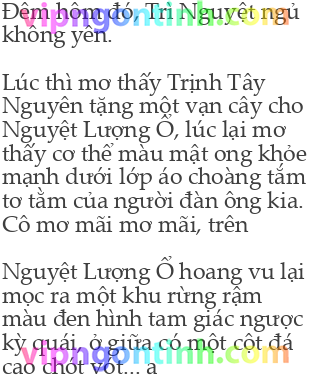 Đêm hôm đó, Trì Nguyệt ngủ
không yên.
Lúc thì mơ thấy Trịnh Tây
Nguyên tặng một vạn cây cho
Nguyệt Lượng Ổ, lúc lại mơ
thấy cơ thể màu mật ong khỏe
mạnh dưới lớp áo choàng tắm
tơ tằm của người đàn ông kia.
Cô mơ mãi mơ mãi, trên
Nguyệt Lượng Ổ hoang vu lại
mọc ra một khu rừng rậm
màu đen hình tam giác ngược
kỳ quái, ở giữa có một cột đá
cao chót vót... a
vipngontinh.com
vipngontinh.com